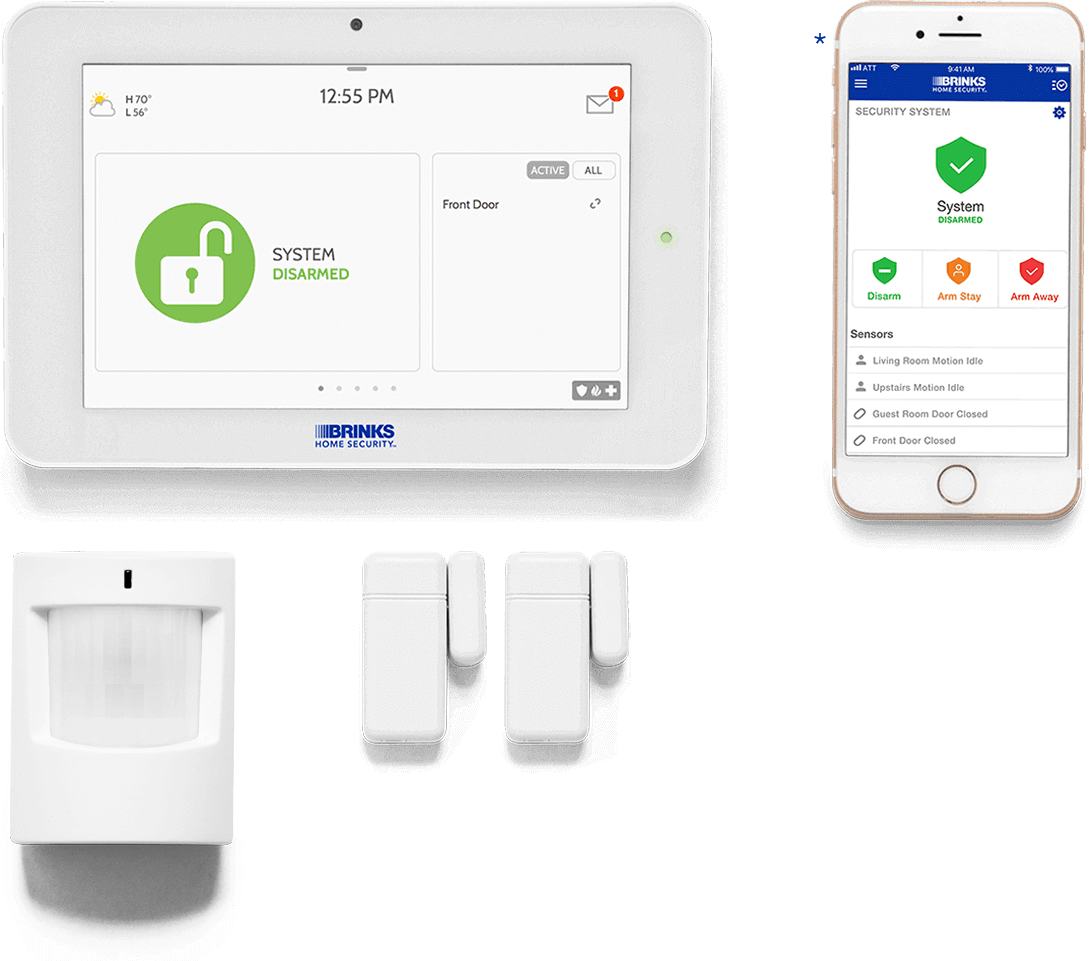 H 70°
L 56°
12:55 PM
1
ACTIVE
ALL
Front Door
SYSTEM
DISARMED
BRINKS
HOME SECURITY™
*
ATT
9:41 AM
100%
BRINKS
HOME SECURITY.
SECURITY SYSTEM
System
DISARMED
Disarm
Arm Stay
Arm Away
Sensors
Living Room Motion Idle
Upstairs Motion Idle
Guest Room Door Closed
Front Door Closed